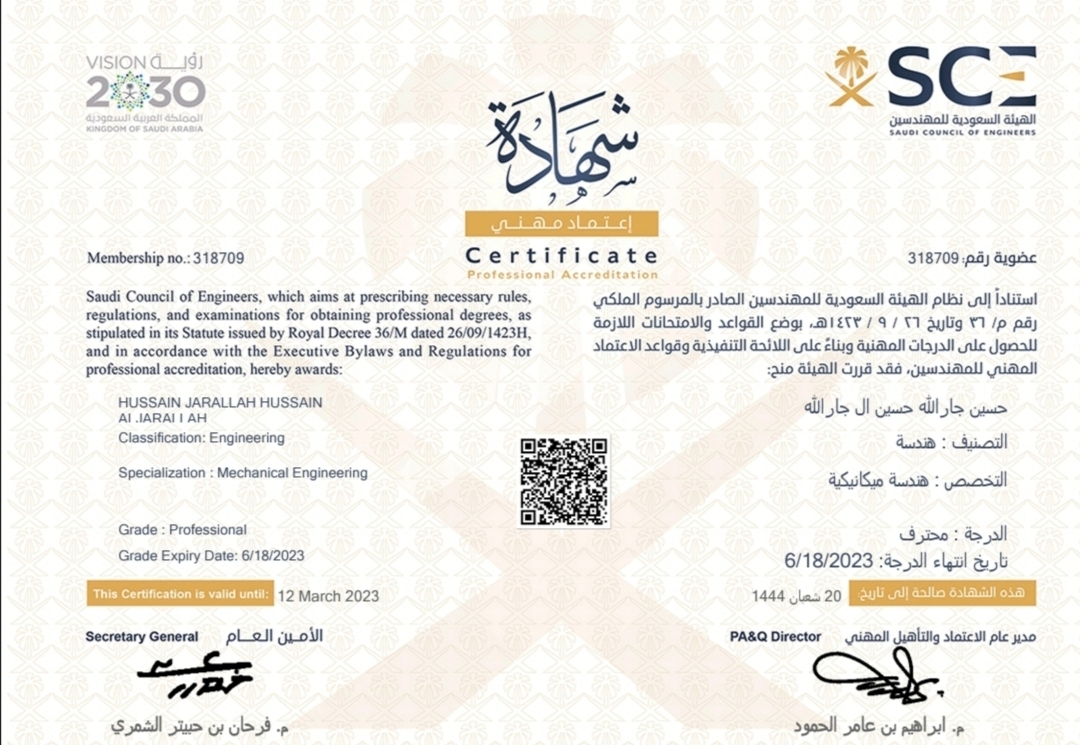 VISION رؤيـــة
2030
المملكة العربية السعودية
KINGDOM OF SAUDI ARABIA
SCE
الهيئة السعودية للمهندسين
SAUDI COUNCIL OF ENGINEERS
شهادة
إعـتـمـاد مـهـنـي
Certificate
Professional Accreditation
Membership no.: 318709
عضوية رقم: 318709
Saudi Council of Engineers, which aims at prescribing necessary rules,
regulations, and examinations for obtaining professional degrees, as
stipulated in its Statute issued by Royal Decree 36/M dated 26/09/1423H,
and in accordance with the Executive Bylaws and Regulations for
professional accreditation, hereby awards:
استناداً إلى نظام الهيئة السعودية للمهندسين الصادر بالمرسوم الملكي
رقم م/ ٣٦ وتاريخ ٢٦ / ٩ / ١٤٢٣هـ، بوضع القواعد والامتحانات اللازمة
للحصول على الدرجات المهنية وبناءً على اللائحة التنفيذية وقواعد الاعتماد
المهني للمهندسين، فقد قررت الهيئة منح:
HUSSAIN JARALLAH HUSSAIN
ALJARALLAH
Classification: Engineering
Specialization : Mechanical Engineering
Grade : Professional
Grade Expiry Date: 6/18/2023
حسين جارالله حسين ال جارالله
التصنيف : هندسة
التخصص : هندسة ميكانيكية
الدرجة : محترف
تاريخ انتهاء الدرجة: 6/18/2023
This Certification is valid until: 12 March 2023
هذه الشهادة صالحة إلى تاريخ: 20 شعبان 1444
Secretary General الأمـين العـــام
PA&Q Director مدير عام الاعتماد والتأهيل المهني
م. فرحان بن حبيتر الشمري
م. ابراهيم بن عامر الحمود